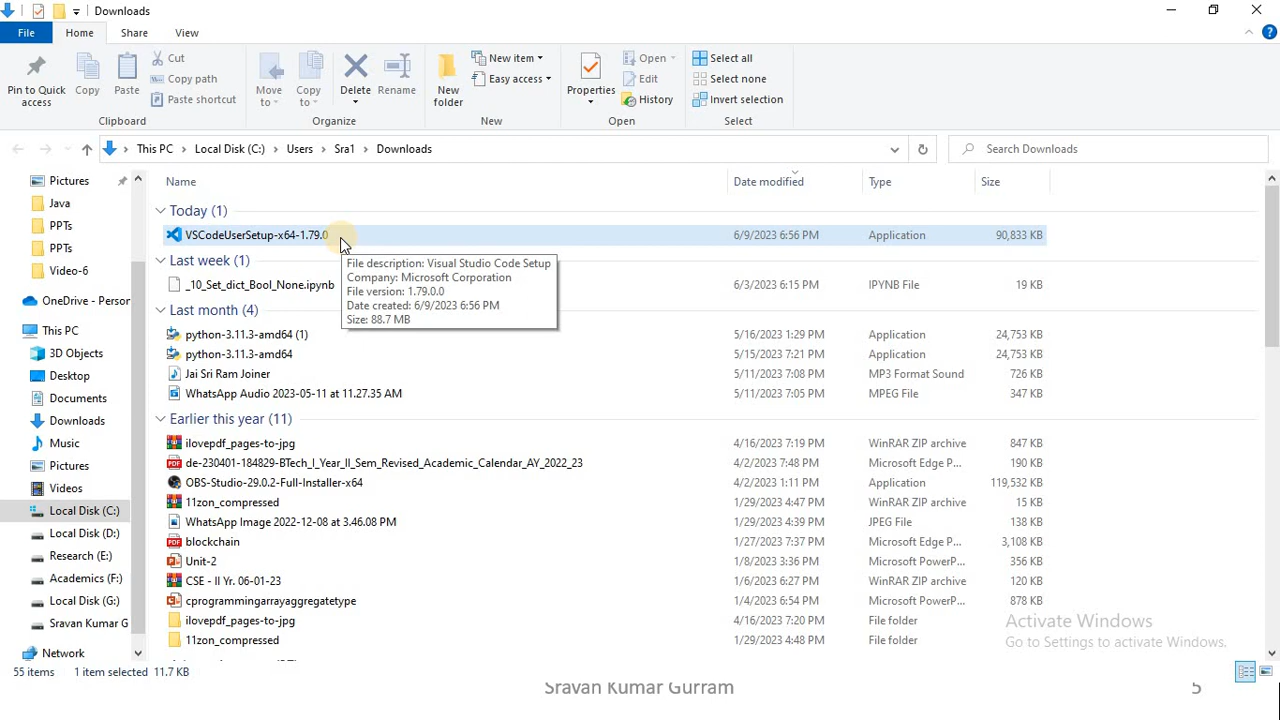 Downloads
File
Home
Share
View
Pin to Quick access
Copy
Paste
Cut
Copy path
Paste shortcut
Clipboard
Move to
Copy to
Delete
Rename
Organize
New folder
New item
Easy access
New
Properties
Open
Edit
History
Open
Select all
Select none
Invert selection
Select
This PC
Local Disk (C:)
Users
Sra1
Downloads
Search Downloads
Pictures
Java
PPTs
PPTs
Video-6
OneDrive - Person
This PC
3D Objects
Desktop
Documents
Downloads
Music
Pictures
Videos
Local Disk (C:)
Local Disk (D:)
Research (E:)
Academics (F:)
Local Disk (G:)
Sravan Kumar G
Network
Name Date modified Type Size
Today (1)
VSCodeUserSetup-x64-1.79.0 6/9/2023 6:56 PM Application 90,833 KB
Last week (1)
_10_Set_dict_Bool_None.ipynb 6/3/2023 6:15 PM IPYNB File 19 KB
File description: Visual Studio Code Setup
Company: Microsoft Corporation
File version: 1.79.0.0
Date created: 6/9/2023 6:56 PM
Size: 88.7 MB
Last month (4)
python-3.11.3-amd64 (1) 5/16/2023 1:29 PM Application 24,753 KB
python-3.11.3-amd64 5/15/2023 7:21 PM Application 24,753 KB
Jai Sri Ram Joiner 5/11/2023 7:08 PM MP3 Format Sound 726 KB
WhatsApp Audio 2023-05-11 at 11.27.35 AM 5/11/2023 7:05 PM MPEG File 347 KB
Earlier this year (11)
ilovepdf_pages-to-jpg 4/16/2023 7:19 PM WinRAR ZIP archive 847 KB
de-230401-184829-BTech_I_Year_II_Sem_Revised_Academic_Calendar_AY_2022_23 4/2/2023 7:48 PM Microsoft Edge P... 190 KB
OBS-Studio-29.0.2-Full-Installer-x64 4/2/2023 1:11 PM Application 119,532 KB
11zon_compressed 1/29/2023 4:47 PM WinRAR ZIP archive 15 KB
WhatsApp Image 2022-12-08 at 3.46.08 PM 1/29/2023 4:39 PM JPEG File 138 KB
blockchain 1/27/2023 7:37 PM Microsoft Edge P... 3,108 KB
Unit-2 1/8/2023 3:36 PM Microsoft PowerP... 356 KB
CSE - II Yr. 06-01-23 1/6/2023 6:27 PM WinRAR ZIP archive 120 KB
cprogrammingarrayaggregatetype 1/4/2023 6:54 PM Microsoft PowerP... 878 KB
ilovepdf_pages-to-jpg 4/16/2023 7:20 PM File folder
11zon_compressed 1/29/2023 4:48 PM File folder
Activate Windows
Go to Settings to activate Windows.
55 items 1 item selected 11.7 KB
Sravan Kumar Gurram
5